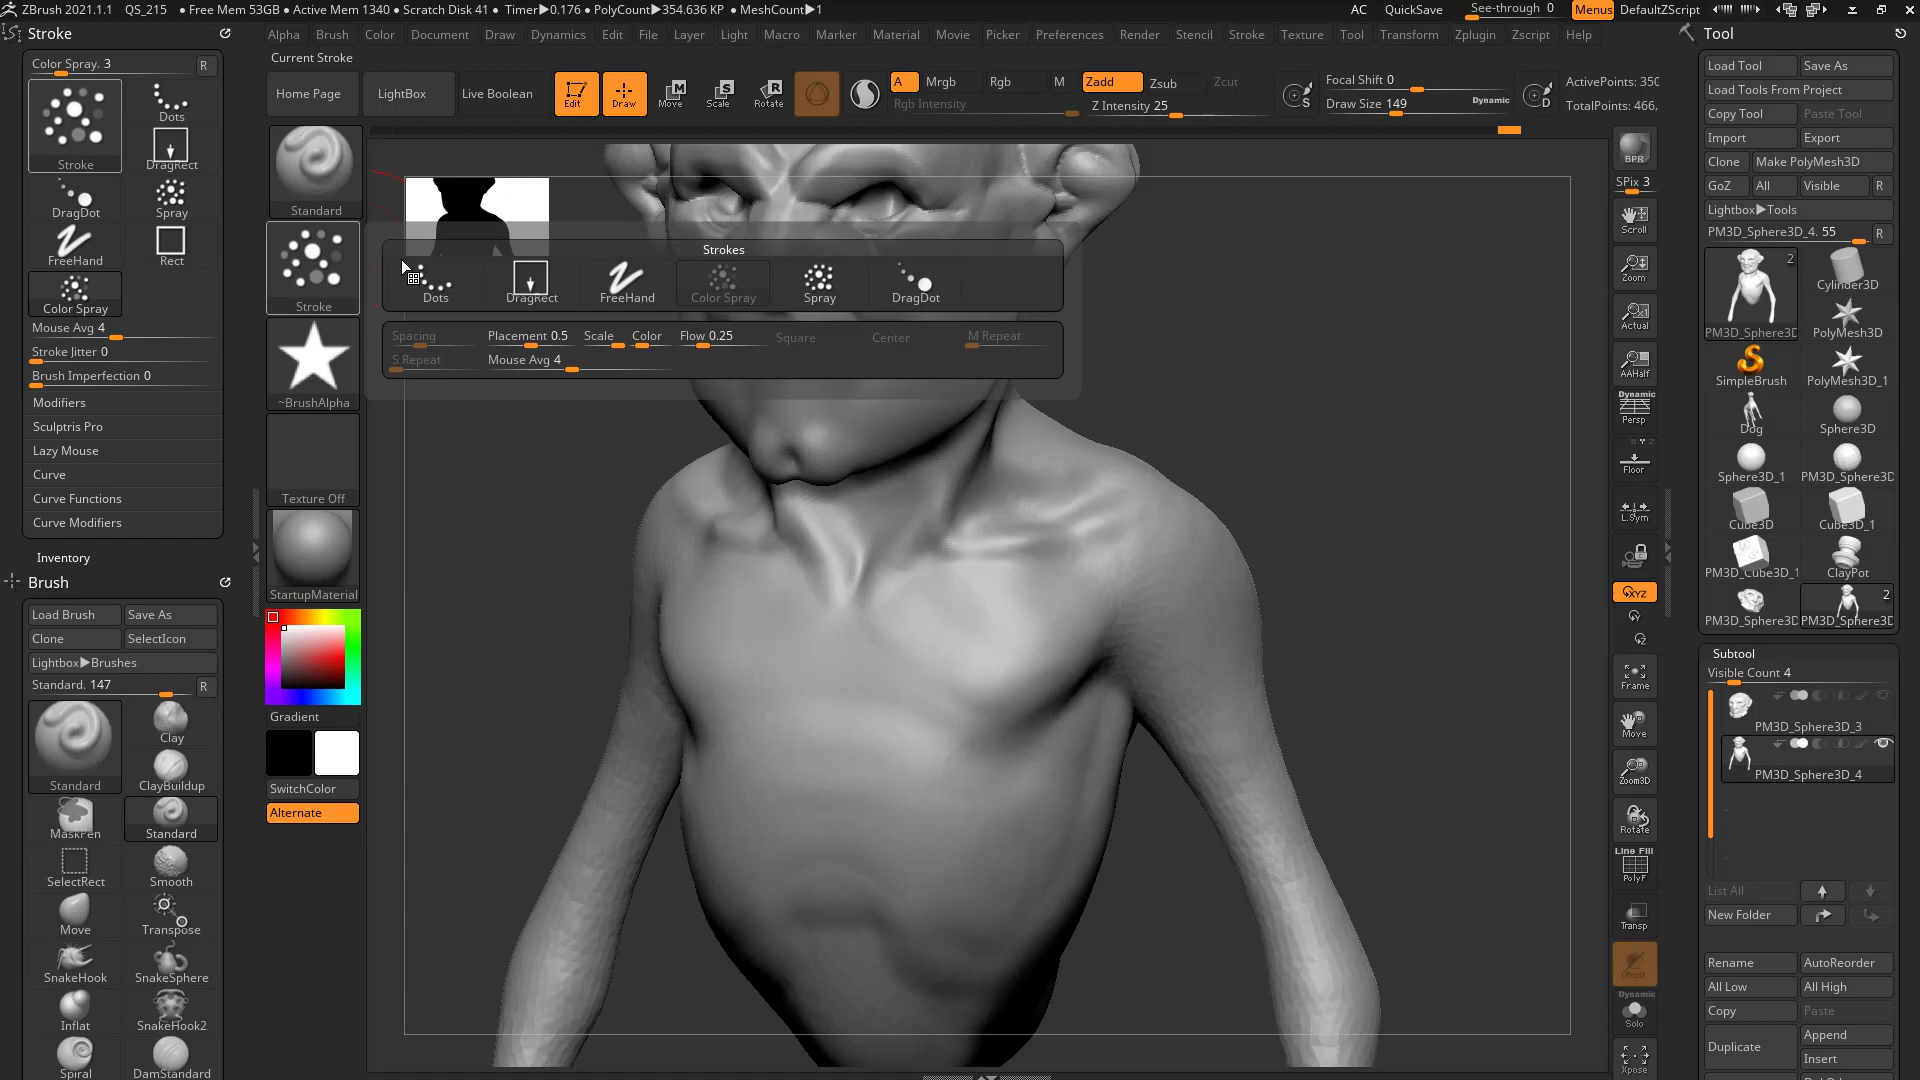 ZBrush 2021.1.1 QS_215 • Free Mem 53GB • Active Mem 1340 • Scratch Disk 41 • Timer▶0.176 • PolyCount▶354.636 KP • MeshCount▶1 AC QuickSave See-through 0 Menus DefaultZScript
Stroke
Alpha Brush Color Document Draw Dynamics Edit File Layer Light Macro Marker Material Movie Picker Preferences Render Stencil Stroke Texture Tool Transform Zplugin Zscript Help
Tool
Current Stroke
Color Spray. 3 R
Stroke
Dots
DragRect
DragDot
Spray
FreeHand
Rect
Color Spray
Mouse Avg 4
Stroke Jitter 0
Brush Imperfection 0
Modifiers
Sculptris Pro
Lazy Mouse
Curve
Curve Functions
Curve Modifiers
Inventory
Brush
Load Brush Save As
Clone SelectIcon
Lightbox▶Brushes
Standard. 147 R
Standard
Clay
ClayBuildup
MaskPen
Standard
SelectRect
Smooth
Move
Transpose
SnakeHook
SnakeSphere
Inflat
SnakeHook2
Spiral
DamStandard
Home Page LightBox Live Boolean
Edit Draw Move Scale Rotate
A Mrgb Rgb M Zadd Zsub Zcut
Rgb Intensity Z Intensity 25
S
Focal Shift 0
Draw Size 149 Dynamic
D
ActivePoints: 350
TotalPoints: 466,
Standard
Stroke
~BrushAlpha
Texture Off
StartupMaterial
Gradient
SwitchColor
Alternate
Strokes
Dots DragRect FreeHand Color Spray Spray DragDot
Spacing Placement 0.5 Scale Color Flow 0.25 Square Center M Repeat
S Repeat Mouse Avg 4
BPR
SPix 3
Scroll
Zoom
Actual
AAHalf
Dynamic
Persp
Floor
L.Sym
XYZ
Y
Z
Frame
Move
Zoom3D
Rotate
Line Fill
PolyF
Transp
Ghost
Dynamic
Solo
Xpose
Load Tool Save As
Load Tools From Project
Copy Tool Paste Tool
Import Export
Clone Make PolyMesh3D
GoZ All Visible R
Lightbox▶Tools
PM3D_Sphere3D_4. 55 R
2
PM3D_Sphere3D
Cylinder3D
PolyMesh3D
SimpleBrush
PolyMesh3D_1
Dog
Sphere3D
Sphere3D_1
PM3D_Sphere3D
Cube3D
Cube3D_1
PM3D_Cube3D_1
ClayPot
PM3D_Sphere3D
2
PM3D_Sphere3D
Subtool
Visible Count 4
PM3D_Sphere3D_3
PM3D_Sphere3D_4
List All
New Folder
Rename AutoReorder
All Low All High
Copy Paste
Duplicate
Append
Insert